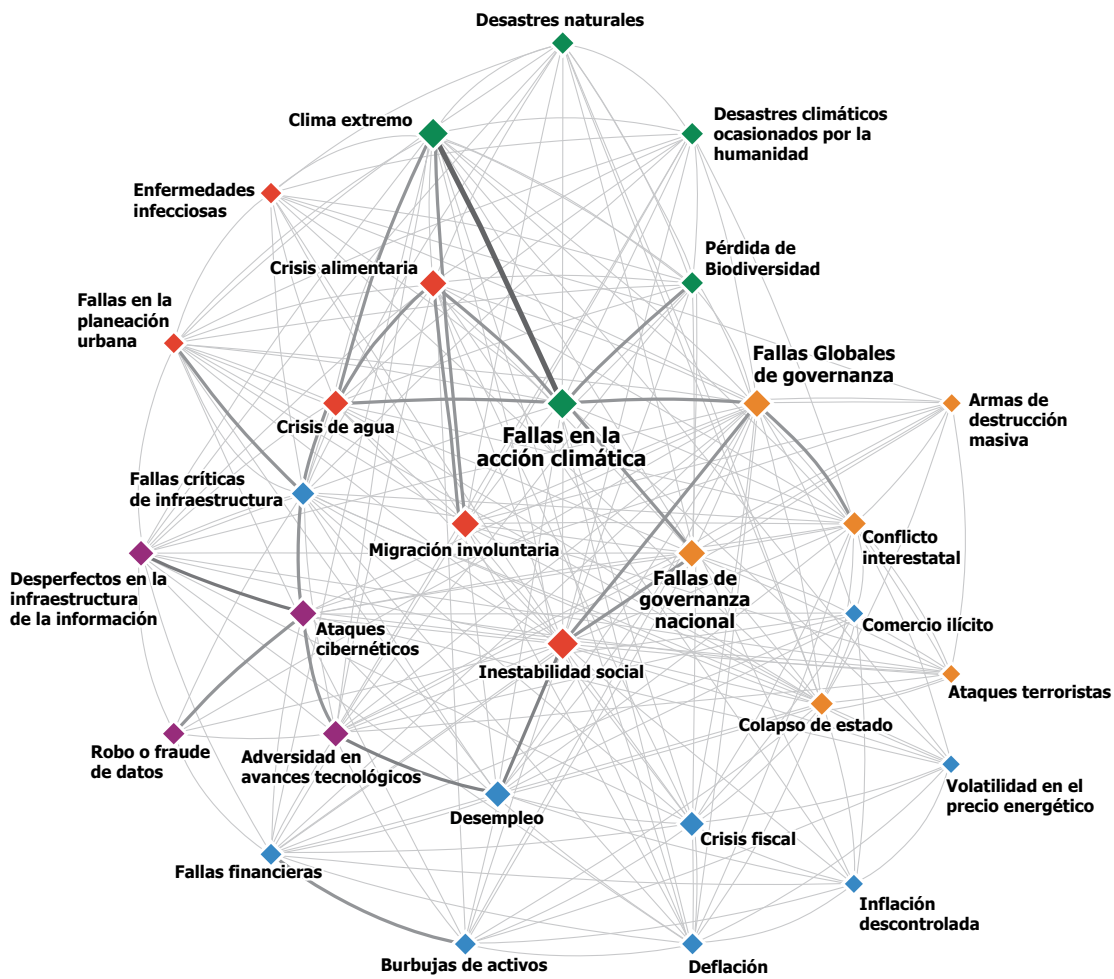 Desastres naturales
Clima extremo
Desastres climáticos
ocasionados por la
humanidad
Enfermedades
infecciosas
Crisis alimentaria
Pérdida de
Biodiversidad
Fallas en la
planeación
urbana
Fallas Globales
de governanza
Armas de
destrucción
masiva
Crisis de agua
Fallas en la
acción climática
Fallas críticas
de infraestructura
Migración involuntaria
Conflicto
interestatal
Desperfectos en la
infraestructura
de la información
Fallas de
governanza
nacional
Ataques
cibernéticos
Comercio ilícito
Inestabilidad social
Ataques terroristas
Colapso de estado
Robo o fraude
de datos
Adversidad en
avances tecnológicos
Volatilidad en el
precio energético
Desempleo
Crisis fiscal
Fallas financieras
Inflación
descontrolada
Burbujas de activos
Deflación